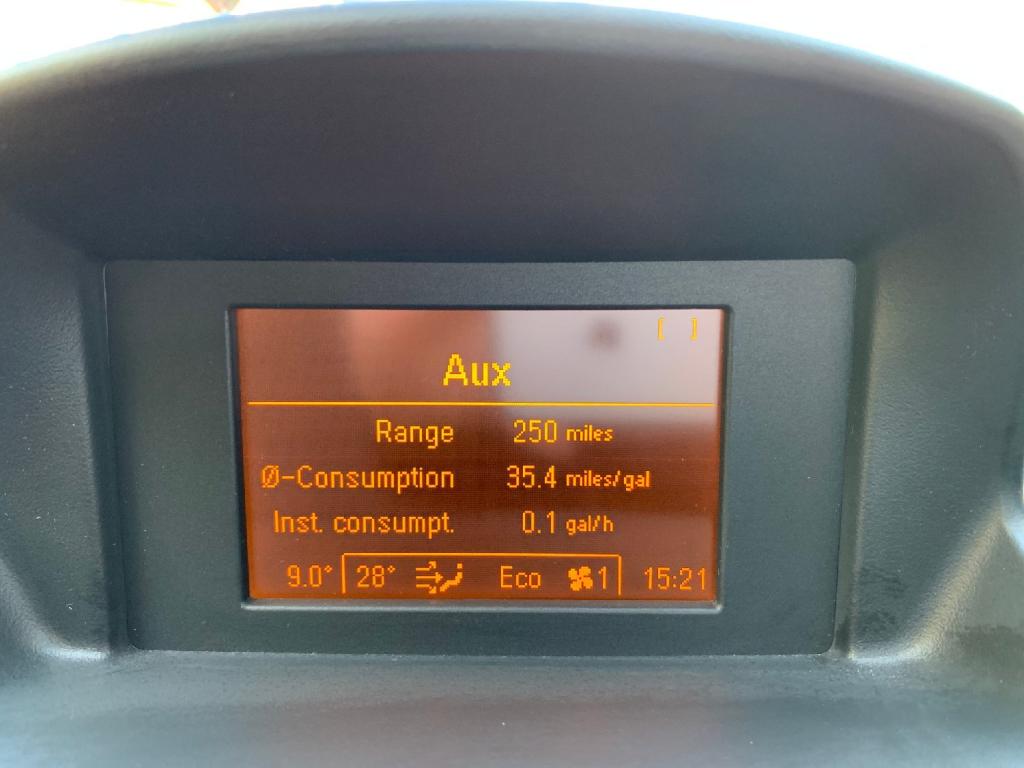 [ ]
Aux
Range 250 miles
Ø-Consumption 35.4 miles/gal
Inst. consumpt. 0.1 gal/h
9.0° 28° Eco 1 15:21